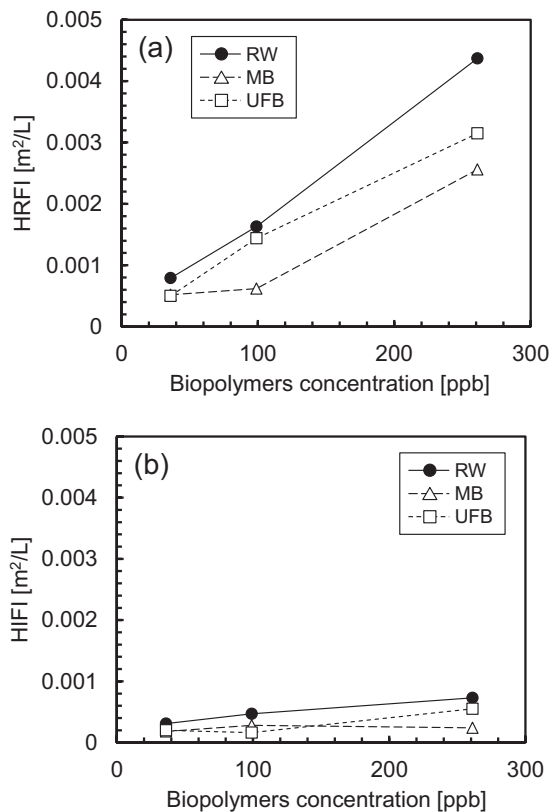 0.005
(a)
RW
MB
UFB
0.004
0.003
0.002
0.001
0
HRFI [m²/L]
0 100 200 300
Biopolymers concentration [ppb]
0.005
(b)
RW
MB
UFB
0.004
0.003
0.002
0.001
0
HIFI [m²/L]
0 100 200 300
Biopolymers concentration [ppb]